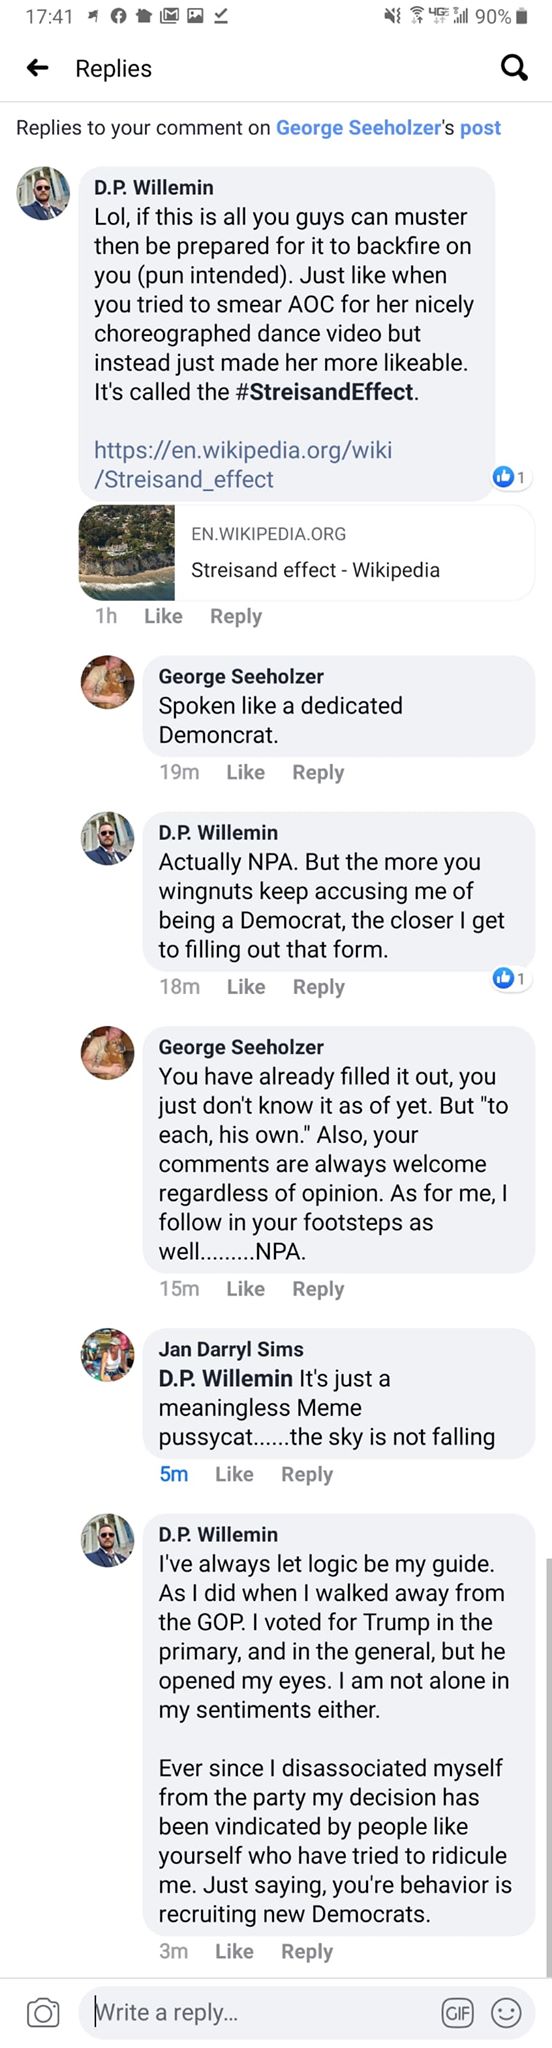 17:41
4GE
90%
Replies
Replies to your comment on George Seeholzer's post
D.P. Willemin
Lol, if this is all you guys can muster
then be prepared for it to backfire on
you (pun intended). Just like when
you tried to smear AOC for her nicely
choreographed dance video but
instead just made her more likeable.
It's called the #StreisandEffect.
https://en.wikipedia.org/wiki
/Streisand_effect
1
EN.WIKIPEDIA.ORG
Streisand effect - Wikipedia
1h Like Reply
George Seeholzer
Spoken like a dedicated
Demoncrat.
19m Like Reply
D.P. Willemin
Actually NPA. But the more you
wingnuts keep accusing me of
being a Democrat, the closer I get
to filling out that form.
1
18m Like Reply
George Seeholzer
You have already filled it out, you
just don't know it as of yet. But "to
each, his own." Also, your
comments are always welcome
regardless of opinion. As for me, I
follow in your footsteps as
well.........NPA.
15m Like Reply
Jan Darryl Sims
D.P. Willemin It's just a
meaningless Meme
pussycat......the sky is not falling
5m Like Reply
D.P. Willemin
I've always let logic be my guide.
As I did when I walked away from
the GOP. I voted for Trump in the
primary, and in the general, but he
opened my eyes. I am not alone in
my sentiments either.
Ever since I disassociated myself
from the party my decision has
been vindicated by people like
yourself who have tried to ridicule
me. Just saying, you're behavior is
recruiting new Democrats.
3m Like Reply
Write a reply...
GIF